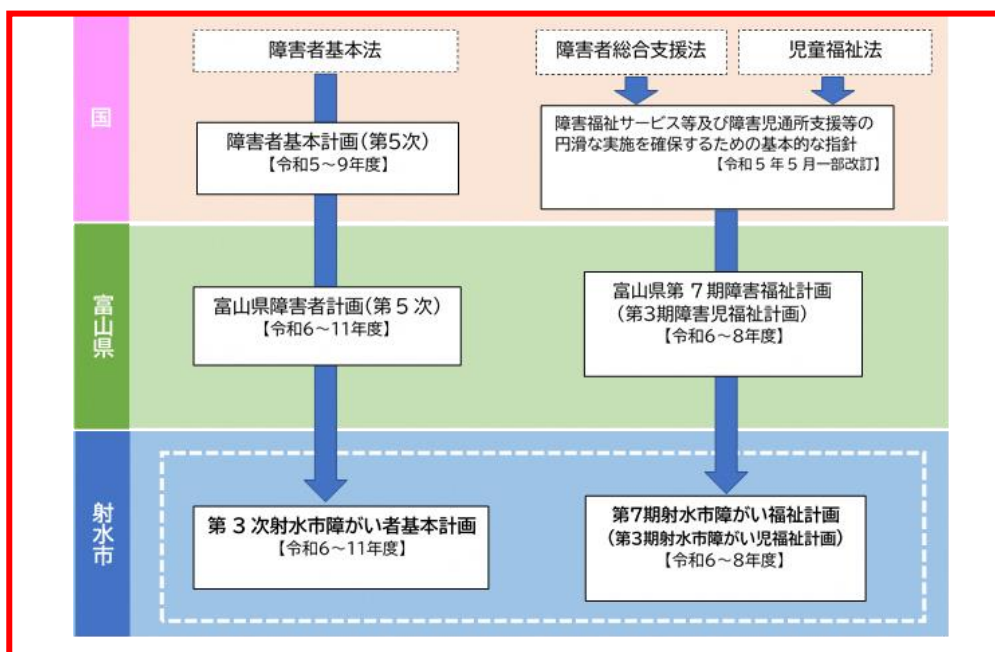 国
障害者基本法
障害者総合支援法
児童福祉法
障害者基本計画(第5次)
【令和5~9年度】
障害福祉サービス等及び障害児通所支援等の
円滑な実施を確保するための基本的な指針
【令和5年5月一部改訂】
富山県
富山県障害者計画(第5次)
【令和6~11年度】
富山県第7期障害福祉計画
(第3期障害児福祉計画)
【令和6~8年度】
射水市
第3次射水市障がい者基本計画
【令和6~11年度】
第7期射水市障がい福祉計画
(第3期射水市障がい児福祉計画)
【令和6~8年度】